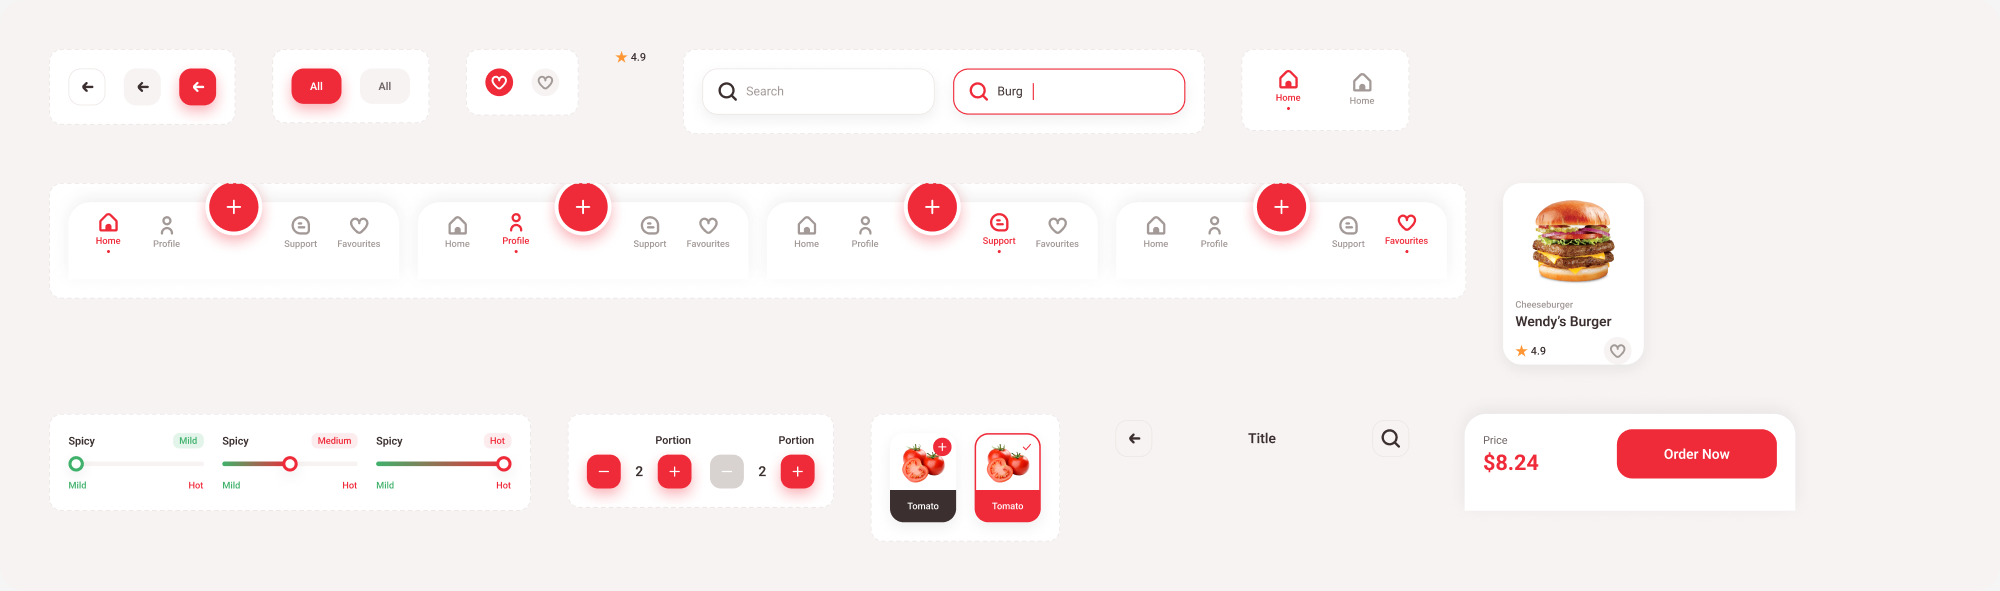 All
All
4.9
Search
Burg
Home
Home
Home
Profile
Support
Favourites
Home
Profile
Support
Favourites
Home
Profile
Support
Favourites
Home
Profile
Support
Favourites
Cheeseburger
Wendy's Burger
4.9
Spicy
Mild
Mild
Hot
Spicy
Medium
Mild
Hot
Spicy
Hot
Mild
Hot
Portion
2
Portion
2
Tomato
Tomato
Title
Price
$8.24
Order Now